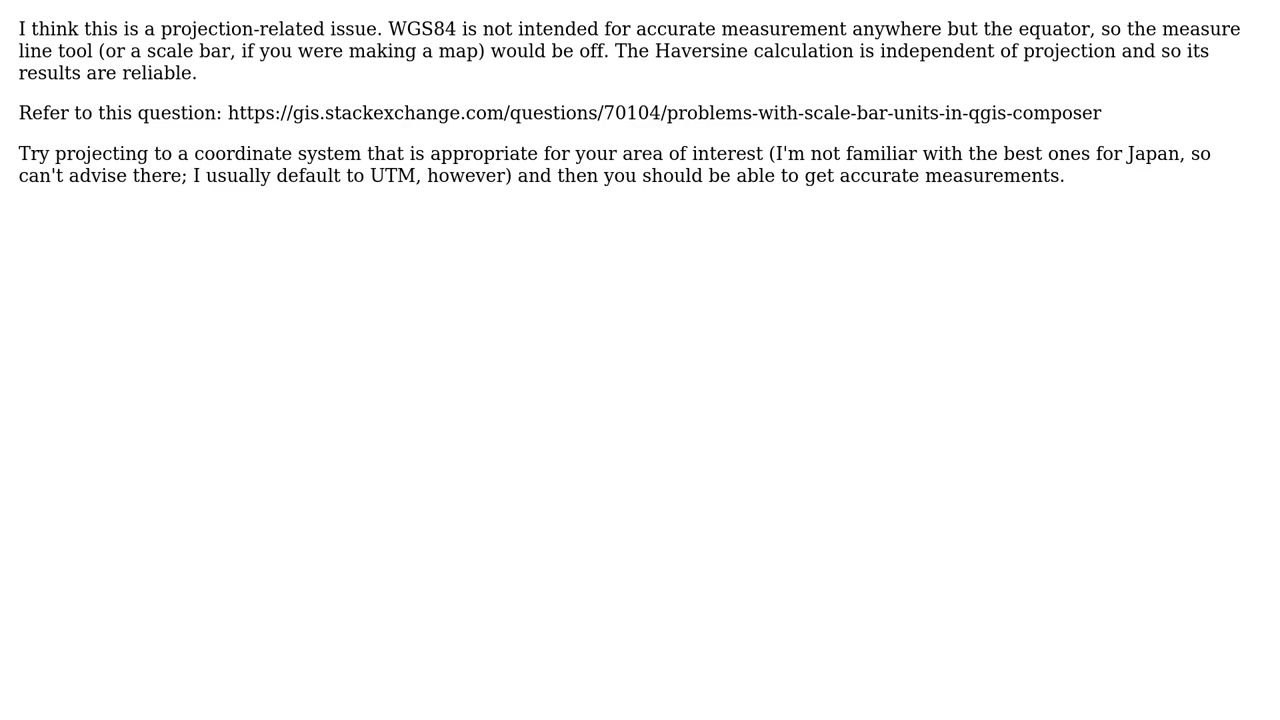 I think this is a projection-related issue. WGS84 is not intended for accurate measurement anywhere but the equator, so the measure
line tool (or a scale bar, if you were making a map) would be off. The Haversine calculation is independent of projection and so its
results are reliable.
Refer to this question: https://gis.stackexchange.com/questions/70104/problems-with-scale-bar-units-in-qgis-composer
Try projecting to a coordinate system that is appropriate for your area of interest (I'm not familiar with the best ones for Japan, so
can't advise there; I usually default to UTM, however) and then you should be able to get accurate measurements.